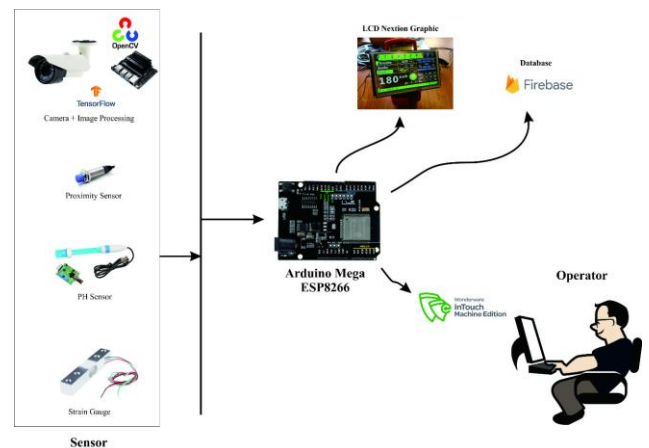 OpenCV
TensorFlow
Camera + Image Processing
Proximity Sensor
PH Sensor
Strain Gauge
Sensor
Arduino Mega
ESP8266
LCD Nextion Graphic
180
Database
Firebase
Wonderware
InTouch
Machine Edition
Operator